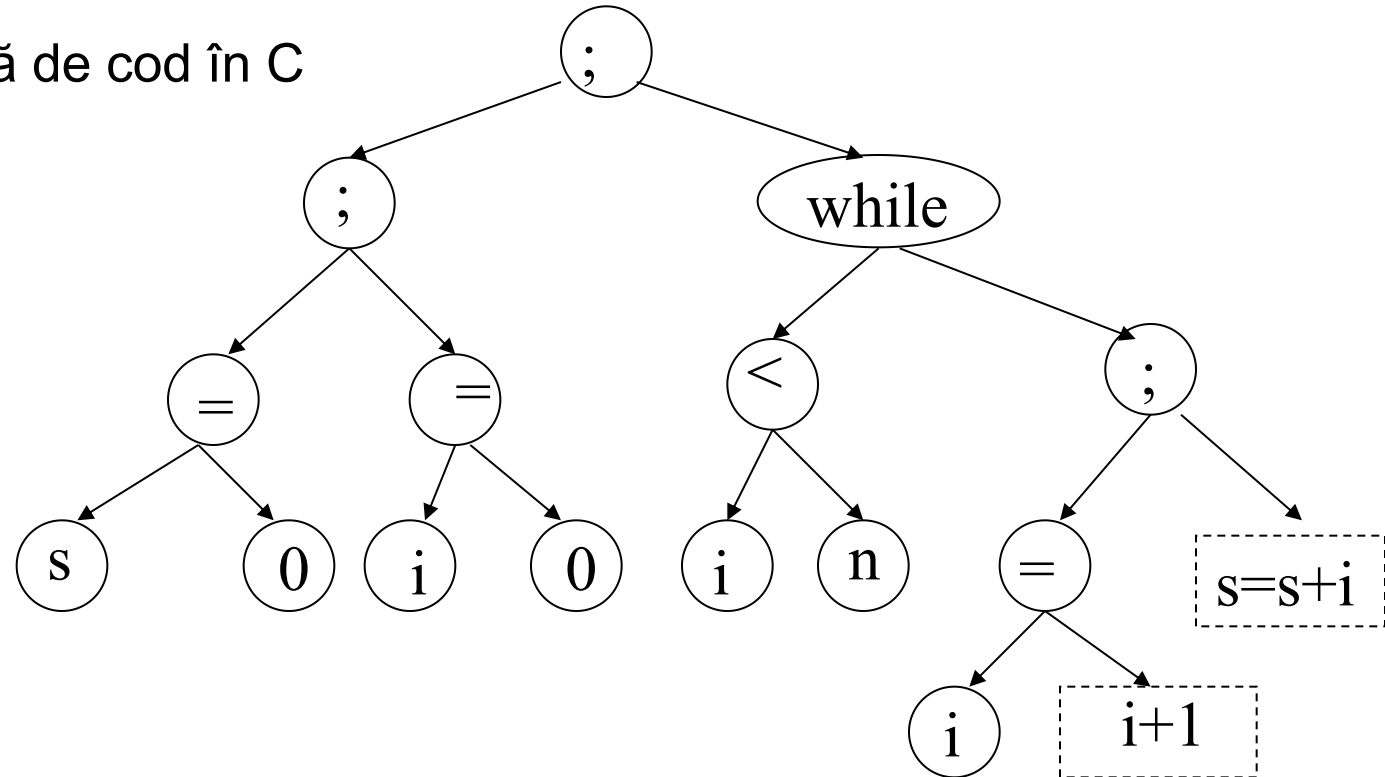 ă de cod în C
;
;
while
=
=
<
;
s
0
i
0
i
n
=
s=s+i
i
i+1